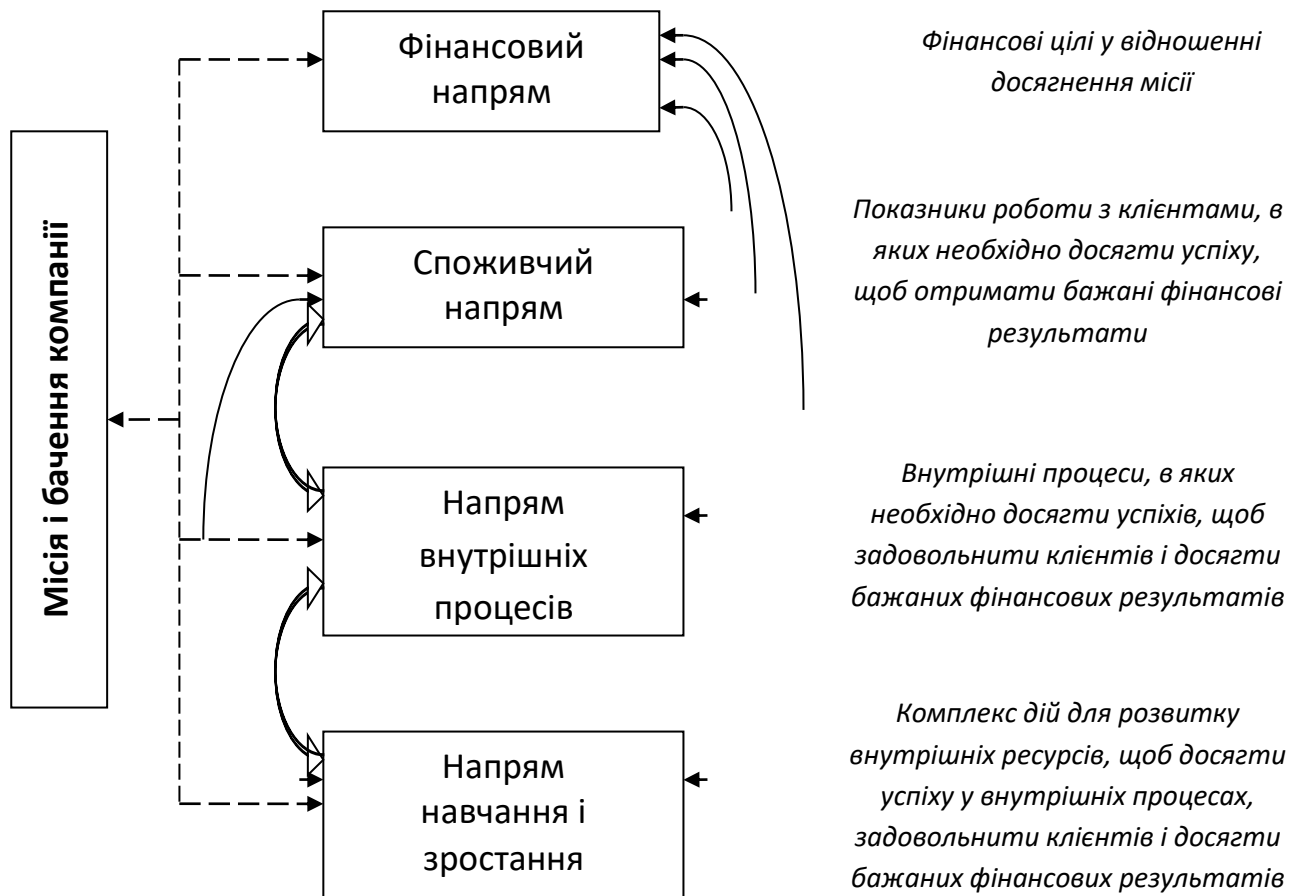 Фінансовий
напрям
Фінансові цілі у відношенні
досягнення місії
Місія і бачення компанії
Споживчий
напрям
Показники роботи з клієнтами, в
яких необхідно досягти успіху,
щоб отримати бажані фінансові
результати
Напрям
внутрішніх
процесів
Внутрішні процеси, в яких
необхідно досягти успіхів, щоб
задовольнити клієнтів і досягти
бажаних фінансових результатів
Напрям
навчання і
зростання
Комплекс дій для розвитку
внутрішніх ресурсів, щоб досягти
успіху у внутрішніх процесах,
задовольнити клієнтів і досягти
бажаних фінансових результатів